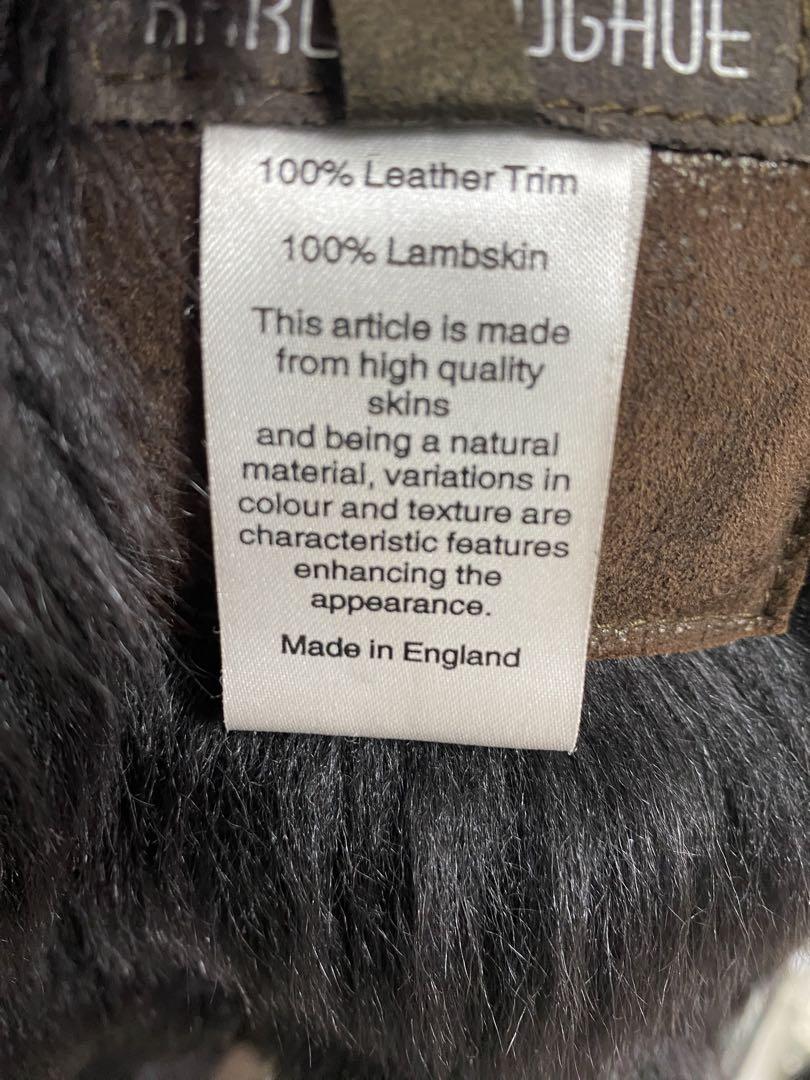 100% Leather Trim
100% Lambskin
This article is made
from high quality
skins
and being a natural
material, variations in
colour and texture are
characteristic features
enhancing the
appearance.
Made in England